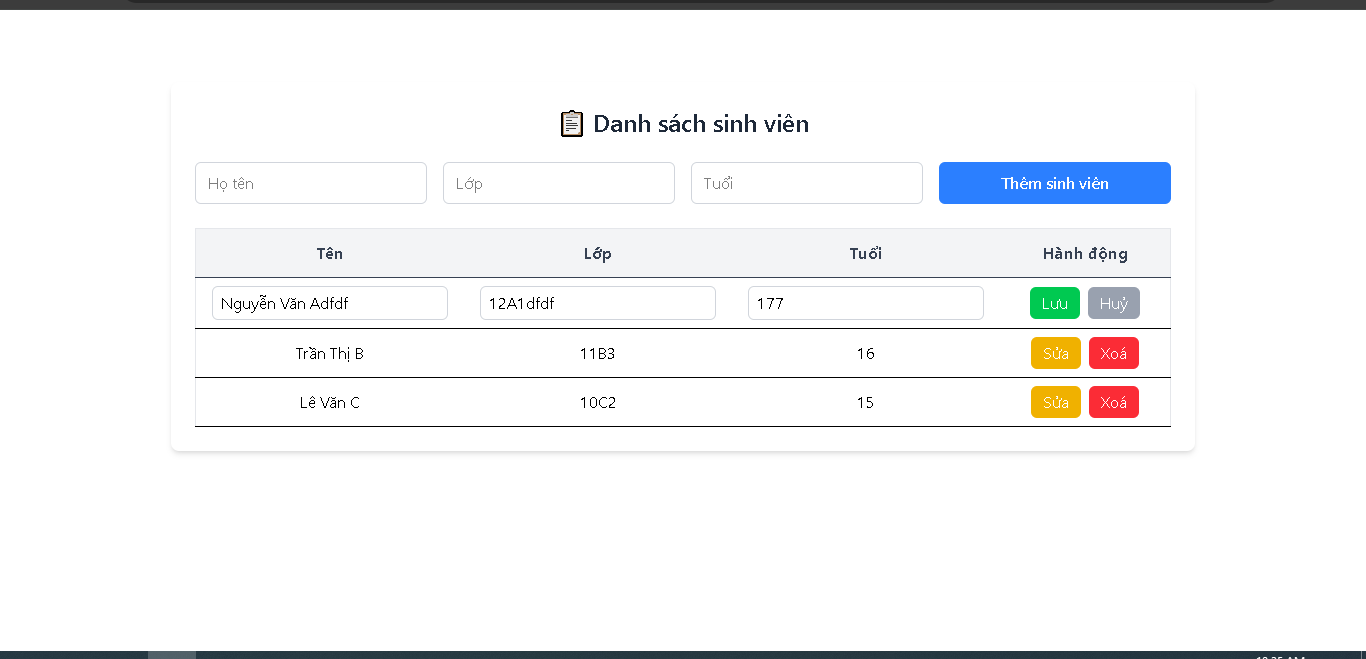 📋 Danh sách sinh viên
Họ tên Lớp Tuổi Thêm sinh viên
Tên Lớp Tuổi Hành động
Nguyễn Văn Adfdf 12A1dfdf 177 Lưu Huỷ
Trần Thị B 11B3 16 Sửa Xoá
Lê Văn C 10C2 15 Sửa Xoá